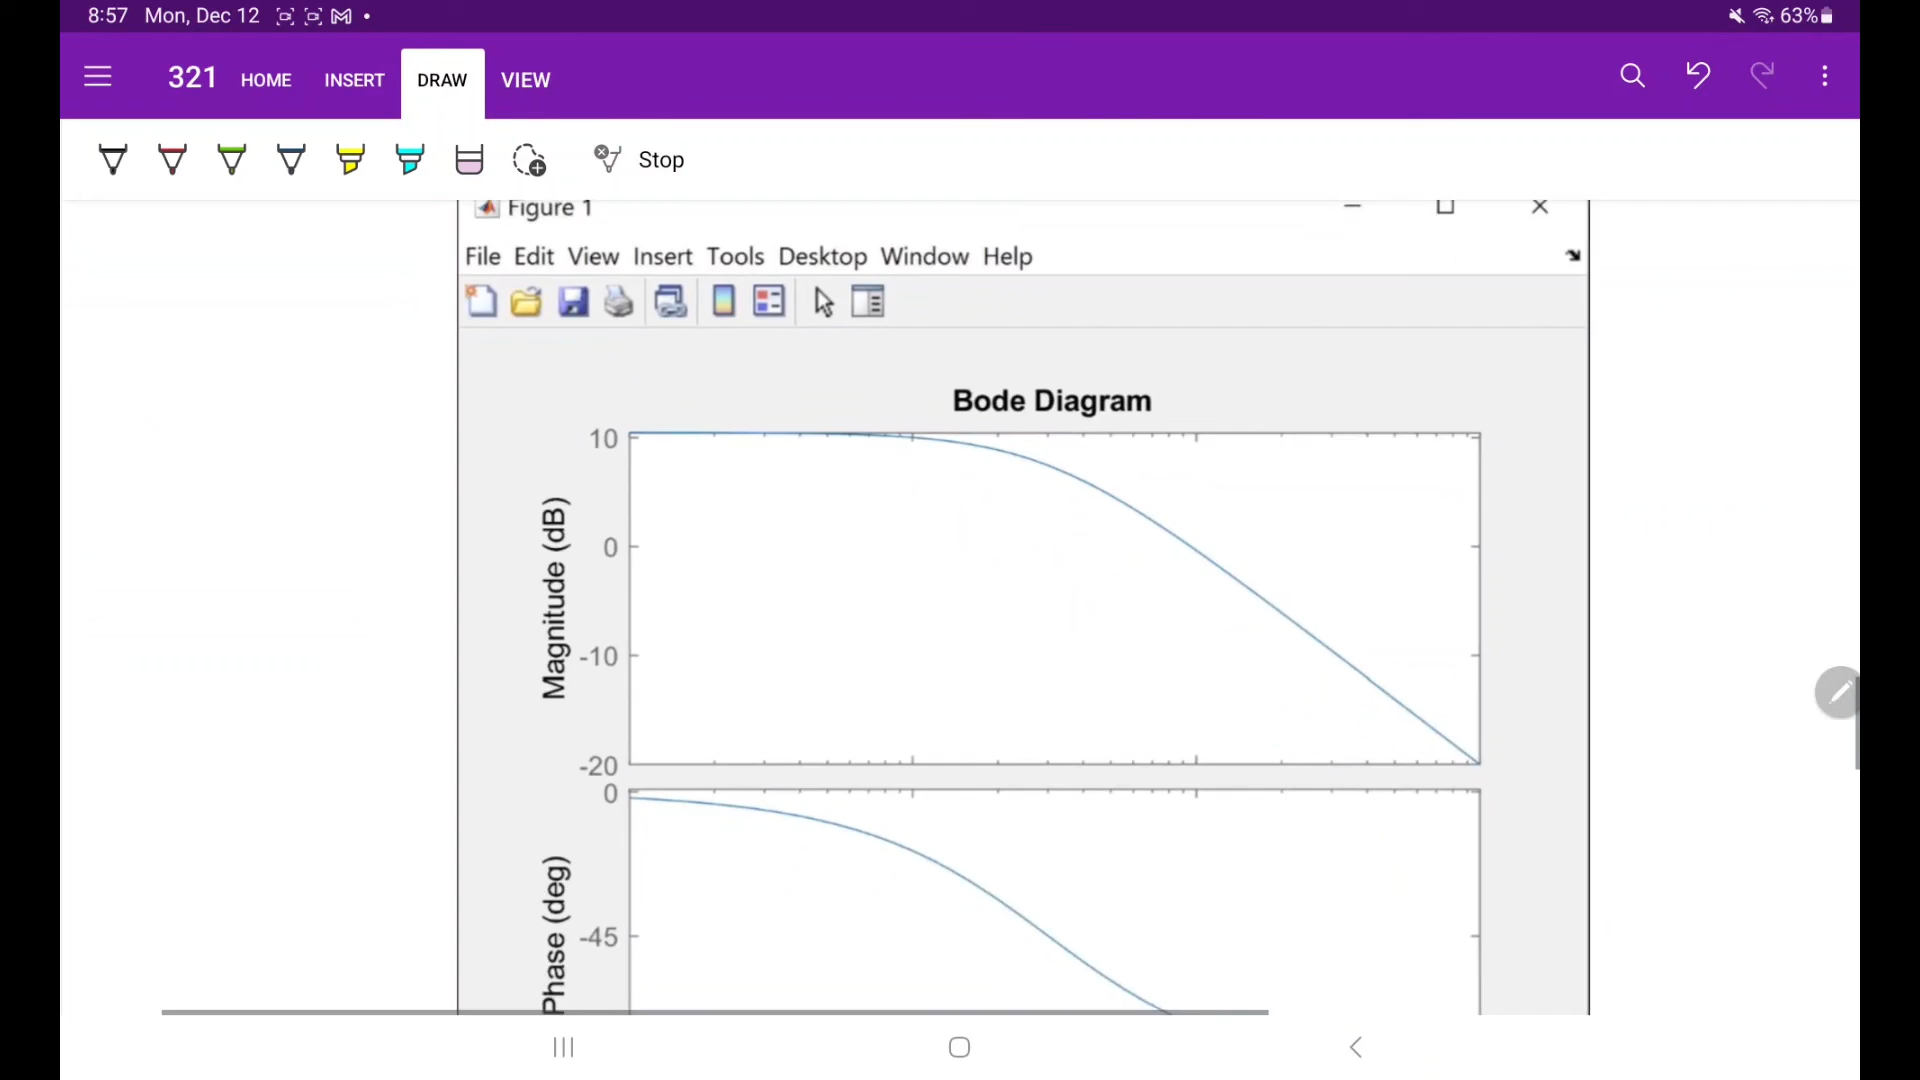 8:57 Mon, Dec 12 63%
321 HOME INSERT DRAW VIEW
Stop
Figure 1
File Edit View Insert Tools Desktop Window Help
Bode Diagram
Magnitude (dB)
10
0
-10
-20
Phase (deg)
0
-45